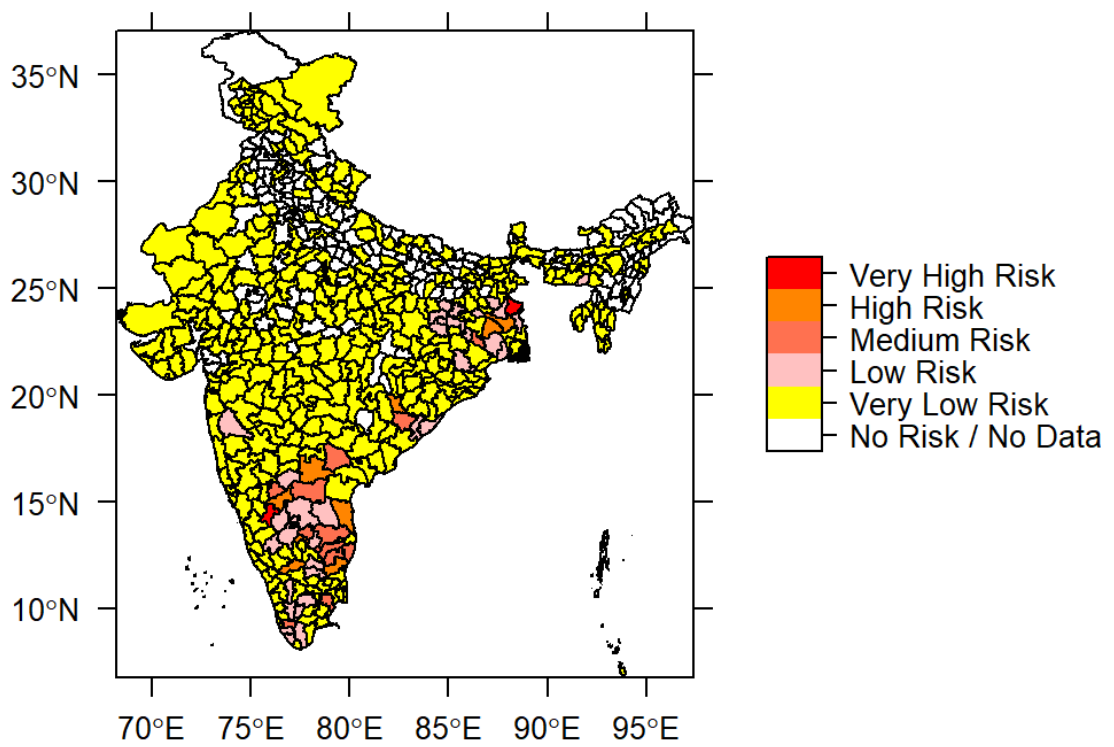 35°N
30°N
25°N
20°N
15°N
10°N
70°E 75°E 80°E 85°E 90°E 95°E
Very High Risk
High Risk
Medium Risk
Low Risk
Very Low Risk
No Risk / No Data